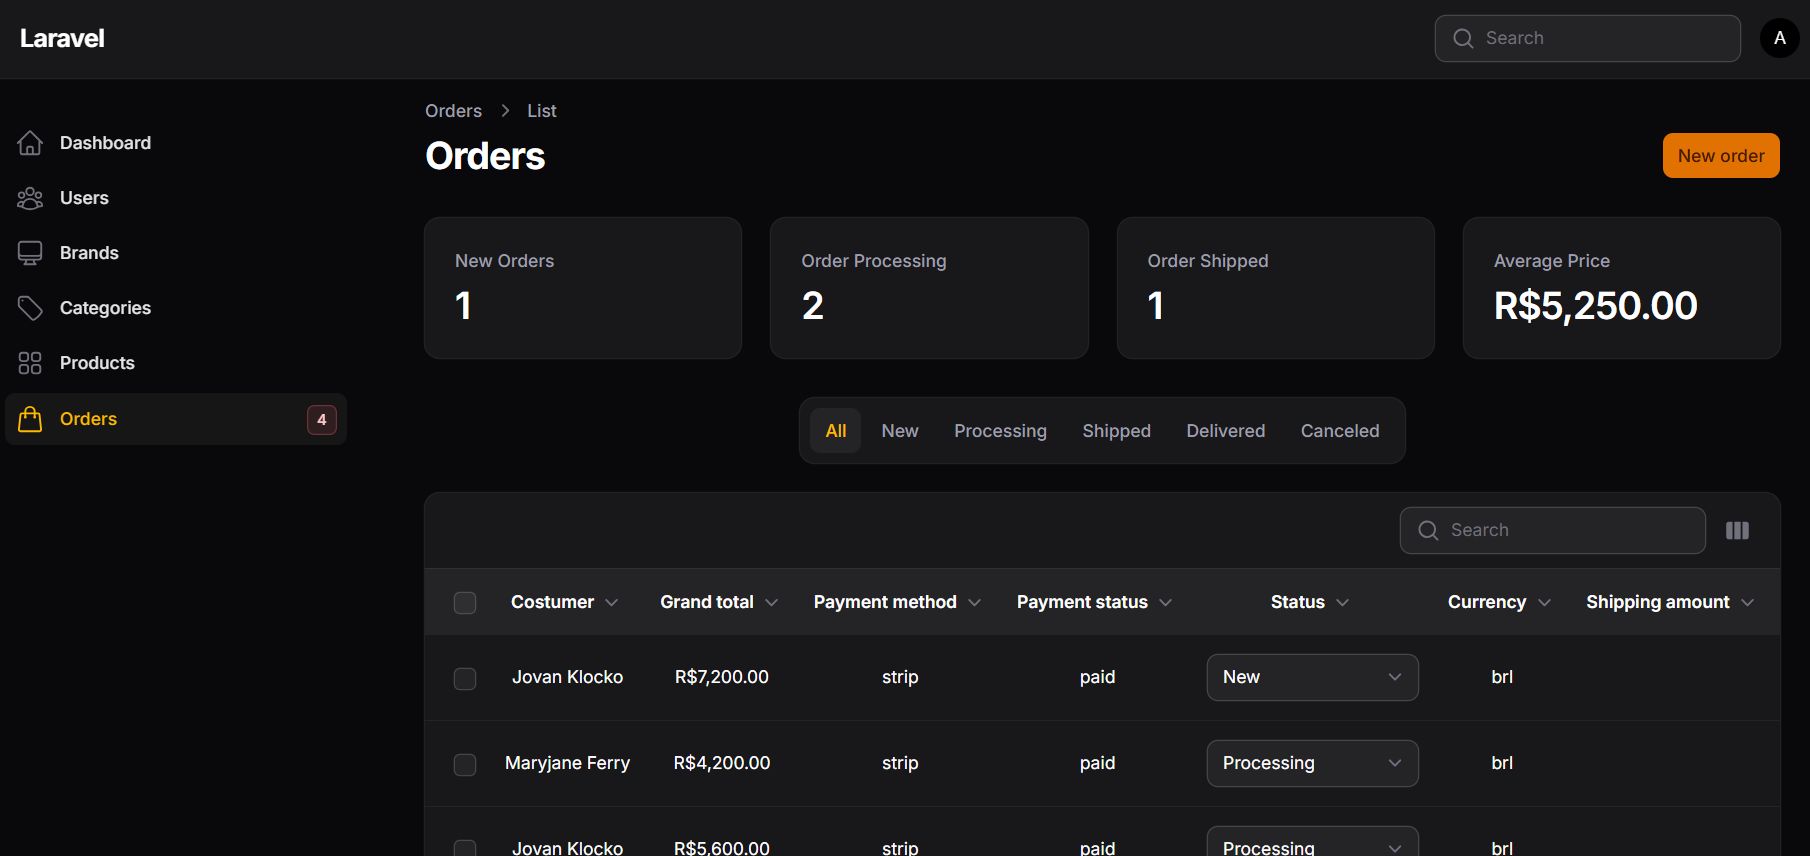 Laravel
Search
A
Dashboard
Users
Brands
Categories
Products
Orders 4
Orders > List
Orders
New order
New Orders
1
Order Processing
2
Order Shipped
1
Average Price
R$5,250.00
All New Processing Shipped Delivered Canceled
Search
Costumer Grand total Payment method Payment status Status Currency Shipping amount
Jovan Klocko R$7,200.00 strip paid New brl
Maryjane Ferry R$4,200.00 strip paid Processing brl
Jovan Klocko R$5,600.00 strip paid Processing brl